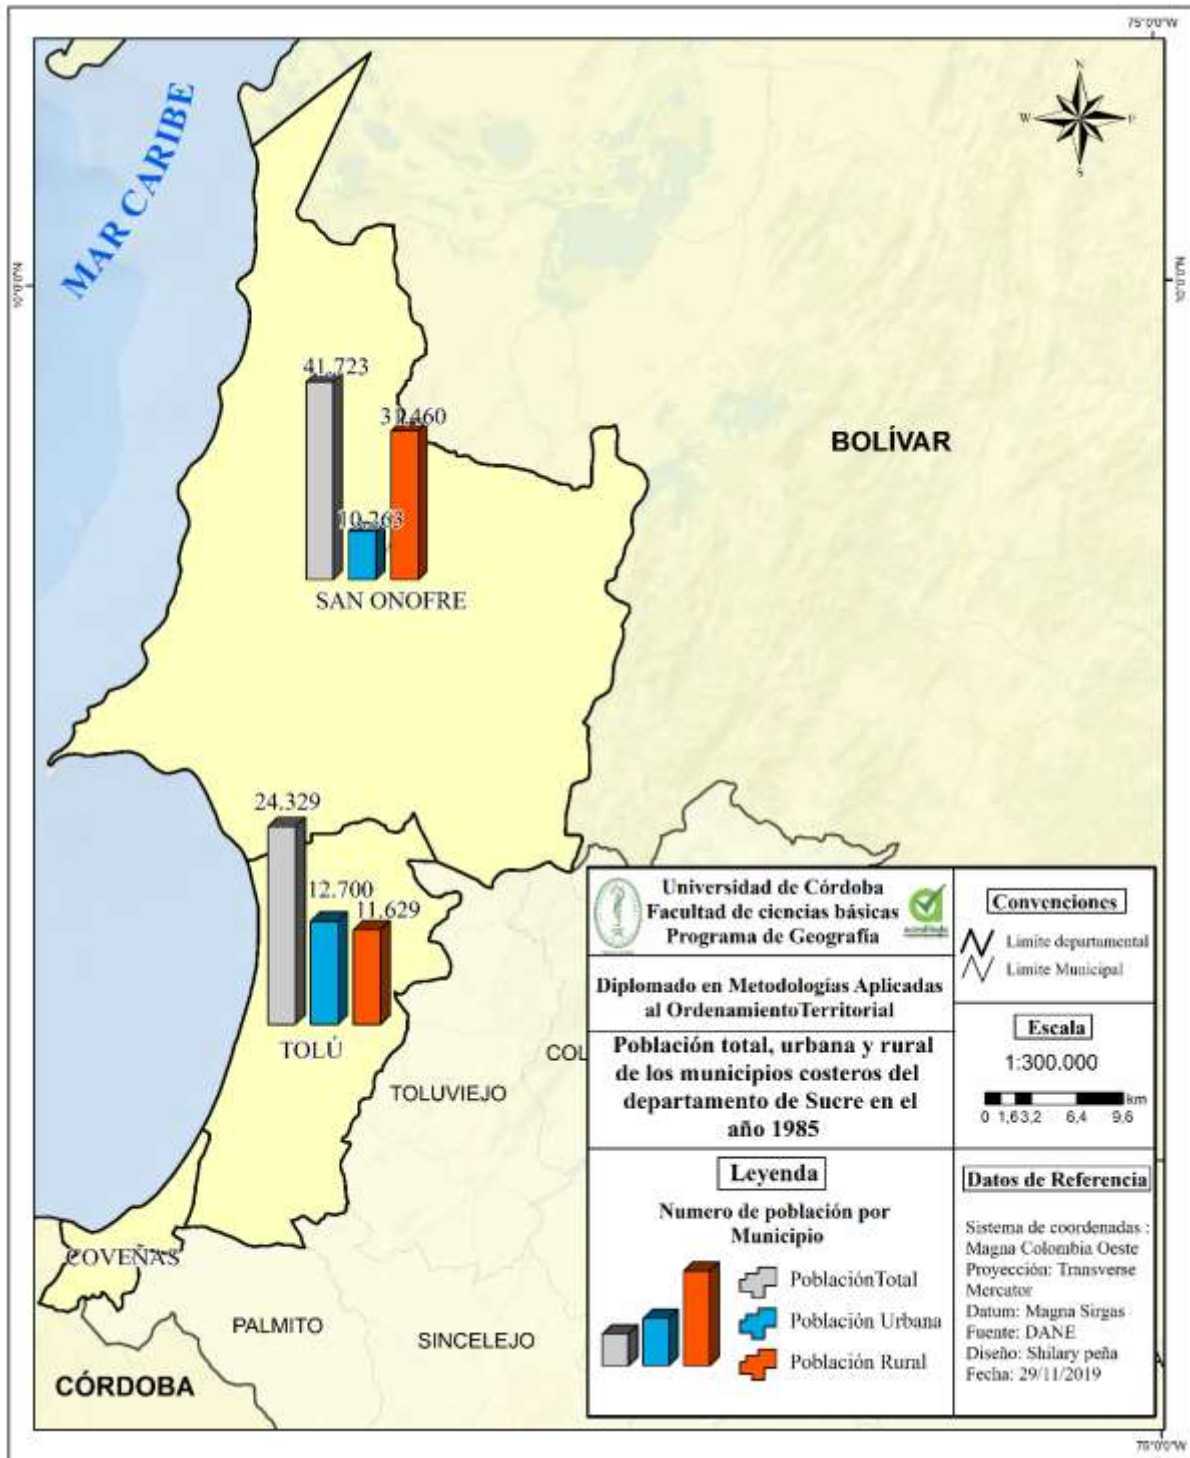 75°0'0"W
N
W E
S
MAR CARIBE
10°0'0"N
10°0'0"N
41.723
31.460
10.263
SAN ONOFRE
BOLÍVAR
24.329
12.700
11.629
TOLÚ
COL
TOLUVIEJO
COVEÑAS
PALMITO
SINCELEJO
CÓRDOBA
Universidad de Córdoba
Facultad de ciencias básicas
Programa de Geografía
Diplomado en Metodologías Aplicadas
al OrdenamientoTerritorial
Población total, urbana y rural
de los municipios costeros del
departamento de Sucre en el
año 1985
Leyenda
Numero de población por
Municipio
PoblaciónTotal
Población Urbana
Población Rural
Convenciones
Limite departamental
Limite Municipal
Escala
1:300.000
km
0 1,63,2 6,4 9,6
Datos de Referencia
Sistema de coordenadas :
Magna Colombia Oeste
Proyección: Transverse
Mercator
Datum: Magna Sirgas
Fuente: DANE
Diseño: Shilary peña
Fecha: 29/11/2019
75°0'0"W